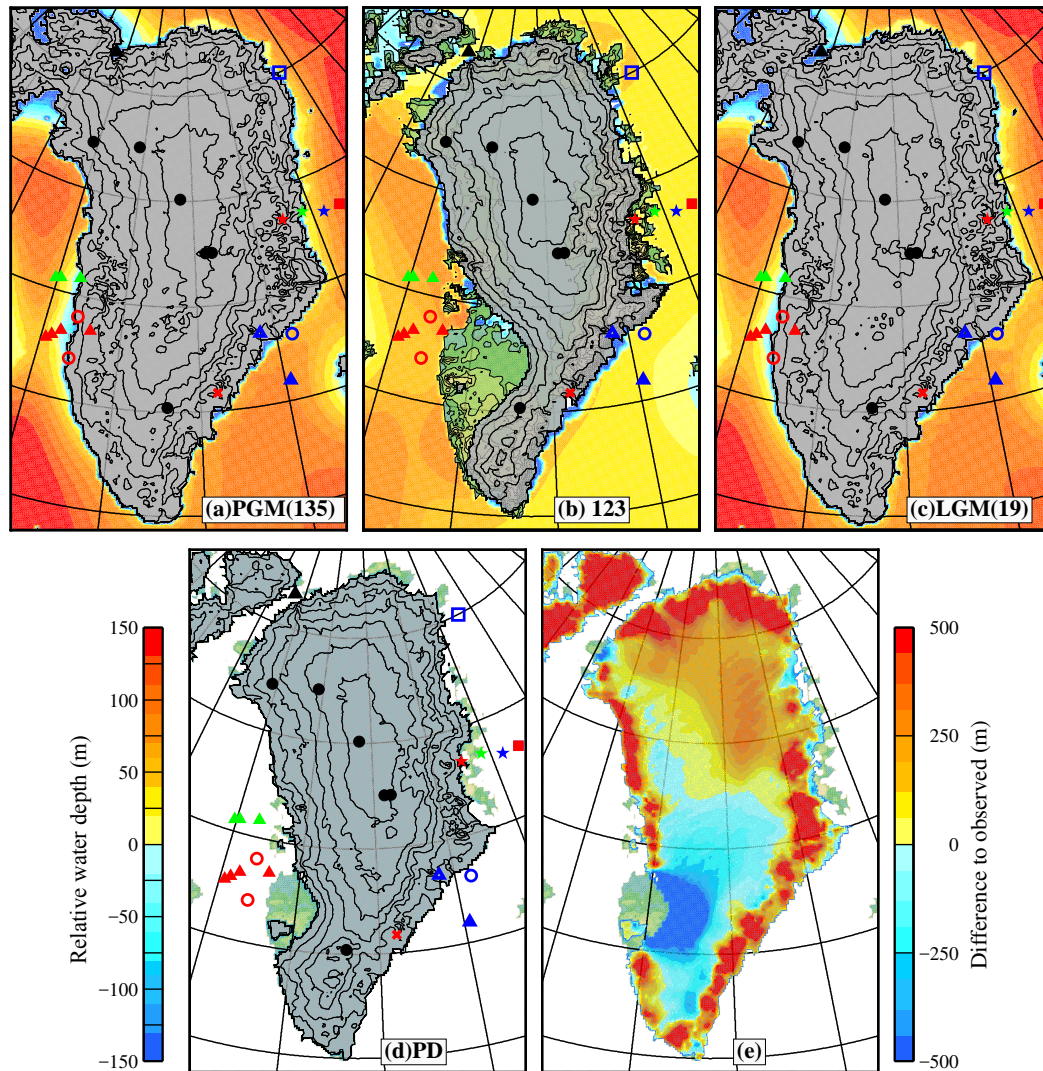 (a)PGM(135)
(b) 123
(c)LGM(19)
150
100
50
0
−50
−100
−150
Relative water depth (m)
(d)PD
(e)
500
250
0
−250
−500
Difference to observed (m)